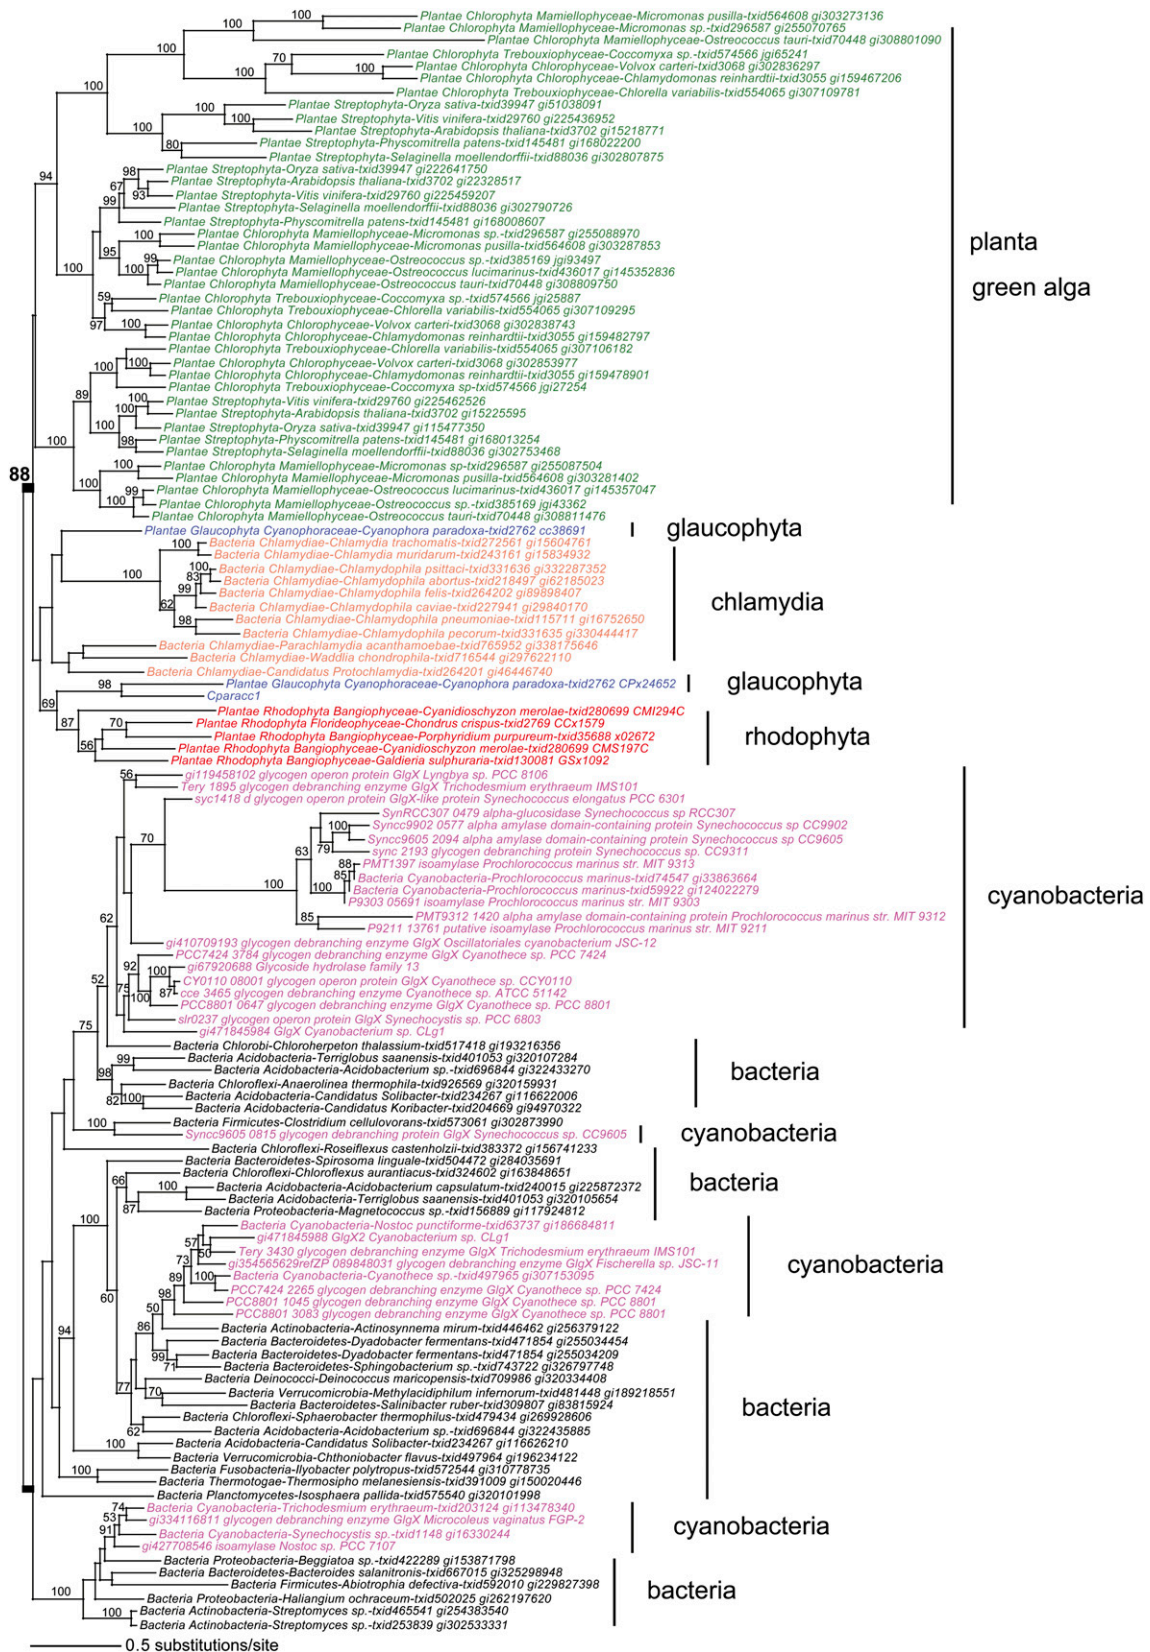 Plantae Chlorophyta Mamiellophyceae-Micromonas pusilla-txid564608 gi303273136
Plantae Chlorophyta Mamiellophyceae-Micromonas sp.-txid296587 gi255070765
Plantae Chlorophyta Mamiellophyceae-Ostreococcus tauri-txid70448 gi308801090
Plantae Chlorophyta Trebouxiophyceae-Coccomyxa sp.-txid574566 jgi65241
Plantae Chlorophyta Chlorophyceae-Volvox carteri-txid3068 gi302836297
Plantae Chlorophyta Chlorophyceae-Chlamydomonas reinhardtii-txid3055 gi159467206
Plantae Chlorophyta Trebouxiophyceae-Chlorella variabilis-txid554065 gi307109781
Plantae Streptophyta-Oryza sativa-txid39947 gi51038091
Plantae Streptophyta-Vitis vinifera-txid29760 gi225436952
Plantae Streptophyta-Arabidopsis thaliana-txid3702 gi15218771
Plantae Streptophyta-Physcomitrella patens-txid145481 gi168022200
Plantae Streptophyta-Selaginella moellendorffii-txid88036 gi302807875
Plantae Streptophyta-Oryza sativa-txid39947 gi222641750
Plantae Streptophyta-Arabidopsis thaliana-txid3702 gi22328517
Plantae Streptophyta-Vitis vinifera-txid29760 gi225459207
Plantae Streptophyta-Selaginella moellendorffii-txid88036 gi302790726
Plantae Streptophyta-Physcomitrella patens-txid145481 gi168008607
Plantae Chlorophyta Mamiellophyceae-Micromonas sp.-txid296587 gi255088970
Plantae Chlorophyta Mamiellophyceae-Micromonas pusilla-txid564608 gi303287853
Plantae Chlorophyta Mamiellophyceae-Ostreococcus sp.-txid385169 jgi93497
Plantae Chlorophyta Mamiellophyceae-Ostreococcus lucimarinus-txid436017 gi145352836
Plantae Chlorophyta Mamiellophyceae-Ostreococcus tauri-txid70448 gi308809750
Plantae Chlorophyta Trebouxiophyceae-Coccomyxa sp.-txid574566 jgi25887
Plantae Chlorophyta Trebouxiophyceae-Chlorella variabilis-txid554065 gi307109295
Plantae Chlorophyta Chlorophyceae-Volvox carteri-txid3068 gi302838743
Plantae Chlorophyta Chlorophyceae-Chlamydomonas reinhardtii-txid3055 gi159482797
Plantae Chlorophyta Trebouxiophyceae-Chlorella variabilis-txid554065 gi307106182
Plantae Chlorophyta Chlorophyceae-Volvox carteri-txid3068 gi302853977
Plantae Chlorophyta Chlorophyceae-Chlamydomonas reinhardtii-txid3055 gi159478901
Plantae Chlorophyta Trebouxiophyceae-Coccomyxa sp-txid574566 jgi27254
Plantae Streptophyta-Vitis vinifera-txid29760 gi225462526
Plantae Streptophyta-Arabidopsis thaliana-txid3702 gi15225595
Plantae Streptophyta-Oryza sativa-txid39947 gi115477350
Plantae Streptophyta-Physcomitrella patens-txid145481 gi168013254
Plantae Streptophyta-Selaginella moellendorffii-txid88036 gi302753468
Plantae Chlorophyta Mamiellophyceae-Micromonas sp-txid296587 gi255087504
Plantae Chlorophyta Mamiellophyceae-Micromonas pusilla-txid564608 gi303281402
Plantae Chlorophyta Mamiellophyceae-Ostreococcus lucimarinus-txid436017 gi145357047
Plantae Chlorophyta Mamiellophyceae-Ostreococcus sp.-txid385169 jgi43362
Plantae Chlorophyta Mamiellophyceae-Ostreococcus tauri-txid70448 gi308811476
planta
green alga
Plantae Glaucophyta Cyanophoraceae-Cyanophora paradoxa-txid2762 cc38691
glaucophyta
Bacteria Chlamydiae-Chlamydia trachomatis-txid272561 gi15604761
Bacteria Chlamydiae-Chlamydia muridarum-txid243161 gi15834932
Bacteria Chlamydiae-Chlamydophila psittaci-txid331636 gi332287352
Bacteria Chlamydiae-Chlamydophila abortus-txid218497 gi62185023
Bacteria Chlamydiae-Chlamydophila felis-txid264202 gi89898407
Bacteria Chlamydiae-Chlamydophila caviae-txid227941 gi29840170
Bacteria Chlamydiae-Chlamydophila pneumoniae-txid115711 gi16752650
Bacteria Chlamydiae-Chlamydophila pecorum-txid331635 gi330444417
Bacteria Chlamydiae-Parachlamydia acanthamoebae-txid765952 gi338175646
Bacteria Chlamydiae-Waddlia chondrophila-txid716544 gi297622110
Bacteria Chlamydiae-Candidatus Protochlamydia-txid264201 gi46446740
chlamydia
Plantae Glaucophyta Cyanophoraceae-Cyanophora paradoxa-txid2762 CPx24652
Cparacc1
glaucophyta
Plantae Rhodophyta Bangiophyceae-Cyanidioschyzon merolae-txid280699 CMI294C
Plantae Rhodophyta Florideophyceae-Chondrus crispus-txid2769 CCx1579
Plantae Rhodophyta Bangiophyceae-Porphyridium purpureum-txid35688 x02672
Plantae Rhodophyta Bangiophyceae-Cyanidioschyzon merolae-txid280699 CMS197C
Plantae Rhodophyta Bangiophyceae-Galdieria sulphuraria-txid130081 GSx1092
rhodophyta
gi119458102 glycogen operon protein GlgX Lyngbya sp. PCC 8106
Tery 1895 glycogen debranching enzyme GlgX Trichodesmium erythraeum IMS101
syc1418 d glycogen operon protein GlgX-like protein Synechococcus elongatus PCC 6301
SynRCC307 0479 alpha-glucosidase Synechococcus sp RCC307
Syncc9902 0577 alpha amylase domain-containing protein Synechococcus sp CC9902
Syncc9605 2094 alpha amylase domain-containing protein Synechococcus sp CC9605
sync 2193 glycogen debranching protein Synechococcus sp. CC9311
PMT1397 isoamylase Prochlorococcus marinus str. MIT 9313
Bacteria Cyanobacteria-Prochlorococcus marinus-txid74547 gi33863664
Bacteria Cyanobacteria-Prochlorococcus marinus-txid59922 gi124022279
P9303 05691 isoamylase Prochlorococcus marinus str. MIT 9303
PMT9312 1420 alpha amylase domain-containing protein Prochlorococcus marinus str. MIT 9312
P9211 13761 putative isoamylase Prochlorococcus marinus str. MIT 9211
gi410709193 glycogen debranching enzyme GlgX Oscillatoriales cyanobacterium JSC-12
PCC7424 3784 glycogen debranching enzyme GlgX Cyanothece sp. PCC 7424
gi67920688 Glycoside hydrolase family 13
CY0110 08001 glycogen operon protein GlgX Cyanothece sp. CCY0110
cce 3465 glycogen debranching enzyme Cyanothece sp. ATCC 51142
PCC8801 0647 glycogen debranching enzyme GlgX Cyanothece sp. PCC 8801
slr0237 glycogen operon protein GlgX Synechocystis sp. PCC 6803
gi471845984 GlgX Cyanobacterium sp. CLg1
cyanobacteria
Bacteria Chlorobi-Chloroherpeton thalassium-txid517418 gi193216356
Bacteria Acidobacteria-Terriglobus saanensis-txid401053 gi320107284
Bacteria Acidobacteria-Acidobacterium sp.-txid696844 gi322433270
Bacteria Chloroflexi-Anaerolinea thermophila-txid926569 gi320159931
Bacteria Acidobacteria-Candidatus Solibacter-txid234267 gi116622006
Bacteria Acidobacteria-Candidatus Koribacter-txid204669 gi94970322
bacteria
Bacteria Firmicutes-Clostridium cellulovorans-txid573061 gi302873990
Syncc9605 0815 glycogen debranching protein GlgX Synechococcus sp. CC9605
cyanobacteria
Bacteria Chloroflexi-Roseiflexus castenholzii-txid383372 gi156741233
Bacteria Bacteroidetes-Spirosoma linguale-txid504472 gi284035691
Bacteria Chloroflexi-Chloroflexus aurantiacus-txid324602 gi163848651
Bacteria Acidobacteria-Acidobacterium capsulatum-txid240015 gi225872372
Bacteria Acidobacteria-Terriglobus saanensis-txid401053 gi320105654
Bacteria Proteobacteria-Magnetococcus sp.-txid156889 gi117924812
bacteria
Bacteria Cyanobacteria-Nostoc punctiforme-txid63737 gi186684811
gi471845988 GlgX2 Cyanobacterium sp. CLg1
Tery 3430 glycogen debranching enzyme GlgX Trichodesmium erythraeum IMS101
gi354565629refZP 089848031 glycogen debranching enzyme GlgX Fischerella sp. JSC-11
Bacteria Cyanobacteria-Cyanothece sp.-txid497965 gi307153095
PCC7424 2265 glycogen debranching enzyme GlgX Cyanothece sp. PCC 7424
PCC8801 1045 glycogen debranching enzyme GlgX Cyanothece sp. PCC 8801
PCC8801 3083 glycogen debranching enzyme GlgX Cyanothece sp. PCC 8801
cyanobacteria
Bacteria Actinobacteria-Actinosynnema mirum-txid446462 gi256379122
Bacteria Bacteroidetes-Dyadobacter fermentans-txid471854 gi255034454
Bacteria Bacteroidetes-Dyadobacter fermentans-txid471854 gi255034209
Bacteria Bacteroidetes-Sphingobacterium sp.-txid743722 gi326797748
Bacteria Deinococci-Deinococcus maricopensis-txid709986 gi320334408
Bacteria Verrucomicrobia-Methylacidiphilum infernorum-txid481448 gi189218551
Bacteria Bacteroidetes-Salinibacter ruber-txid309807 gi83815924
Bacteria Chloroflexi-Sphaerobacter thermophilus-txid479434 gi269928606
Bacteria Acidobacteria-Acidobacterium sp.-txid696844 gi322435885
Bacteria Acidobacteria-Candidatus Solibacter-txid234267 gi116626210
Bacteria Verrucomicrobia-Chthoniobacter flavus-txid497964 gi196234122
Bacteria Fusobacteria-Ilyobacter polytropus-txid572544 gi310778735
Bacteria Thermotogae-Thermosipho melanesiensis-txid391009 gi150020446
Bacteria Planctomycetes-Isosphaera pallida-txid575540 gi320101998
bacteria
Bacteria Cyanobacteria-Trichodesmium erythraeum-txid203124 gi113478340
gi334116811 glycogen debranching enzyme GlgX Microcoleus vaginatus FGP-2
Bacteria Cyanobacteria-Synechocystis sp.-txid1148 gi16330244
gi427708546 isoamylase Nostoc sp. PCC 7107
cyanobacteria
Bacteria Proteobacteria-Beggiatoa sp.-txid422289 gi153871798
Bacteria Bacteroidetes-Bacteroides salanitronis-txid667015 gi325298948
Bacteria Firmicutes-Abiotrophia defectiva-txid592010 gi229827398
Bacteria Proteobacteria-Haliangium ochraceum-txid502025 gi262197620
Bacteria Actinobacteria-Streptomyces sp.-txid465541 gi254383540
Bacteria Actinobacteria-Streptomyces sp.-txid253839 gi302533331
bacteria
88
0.5 substitutions/site